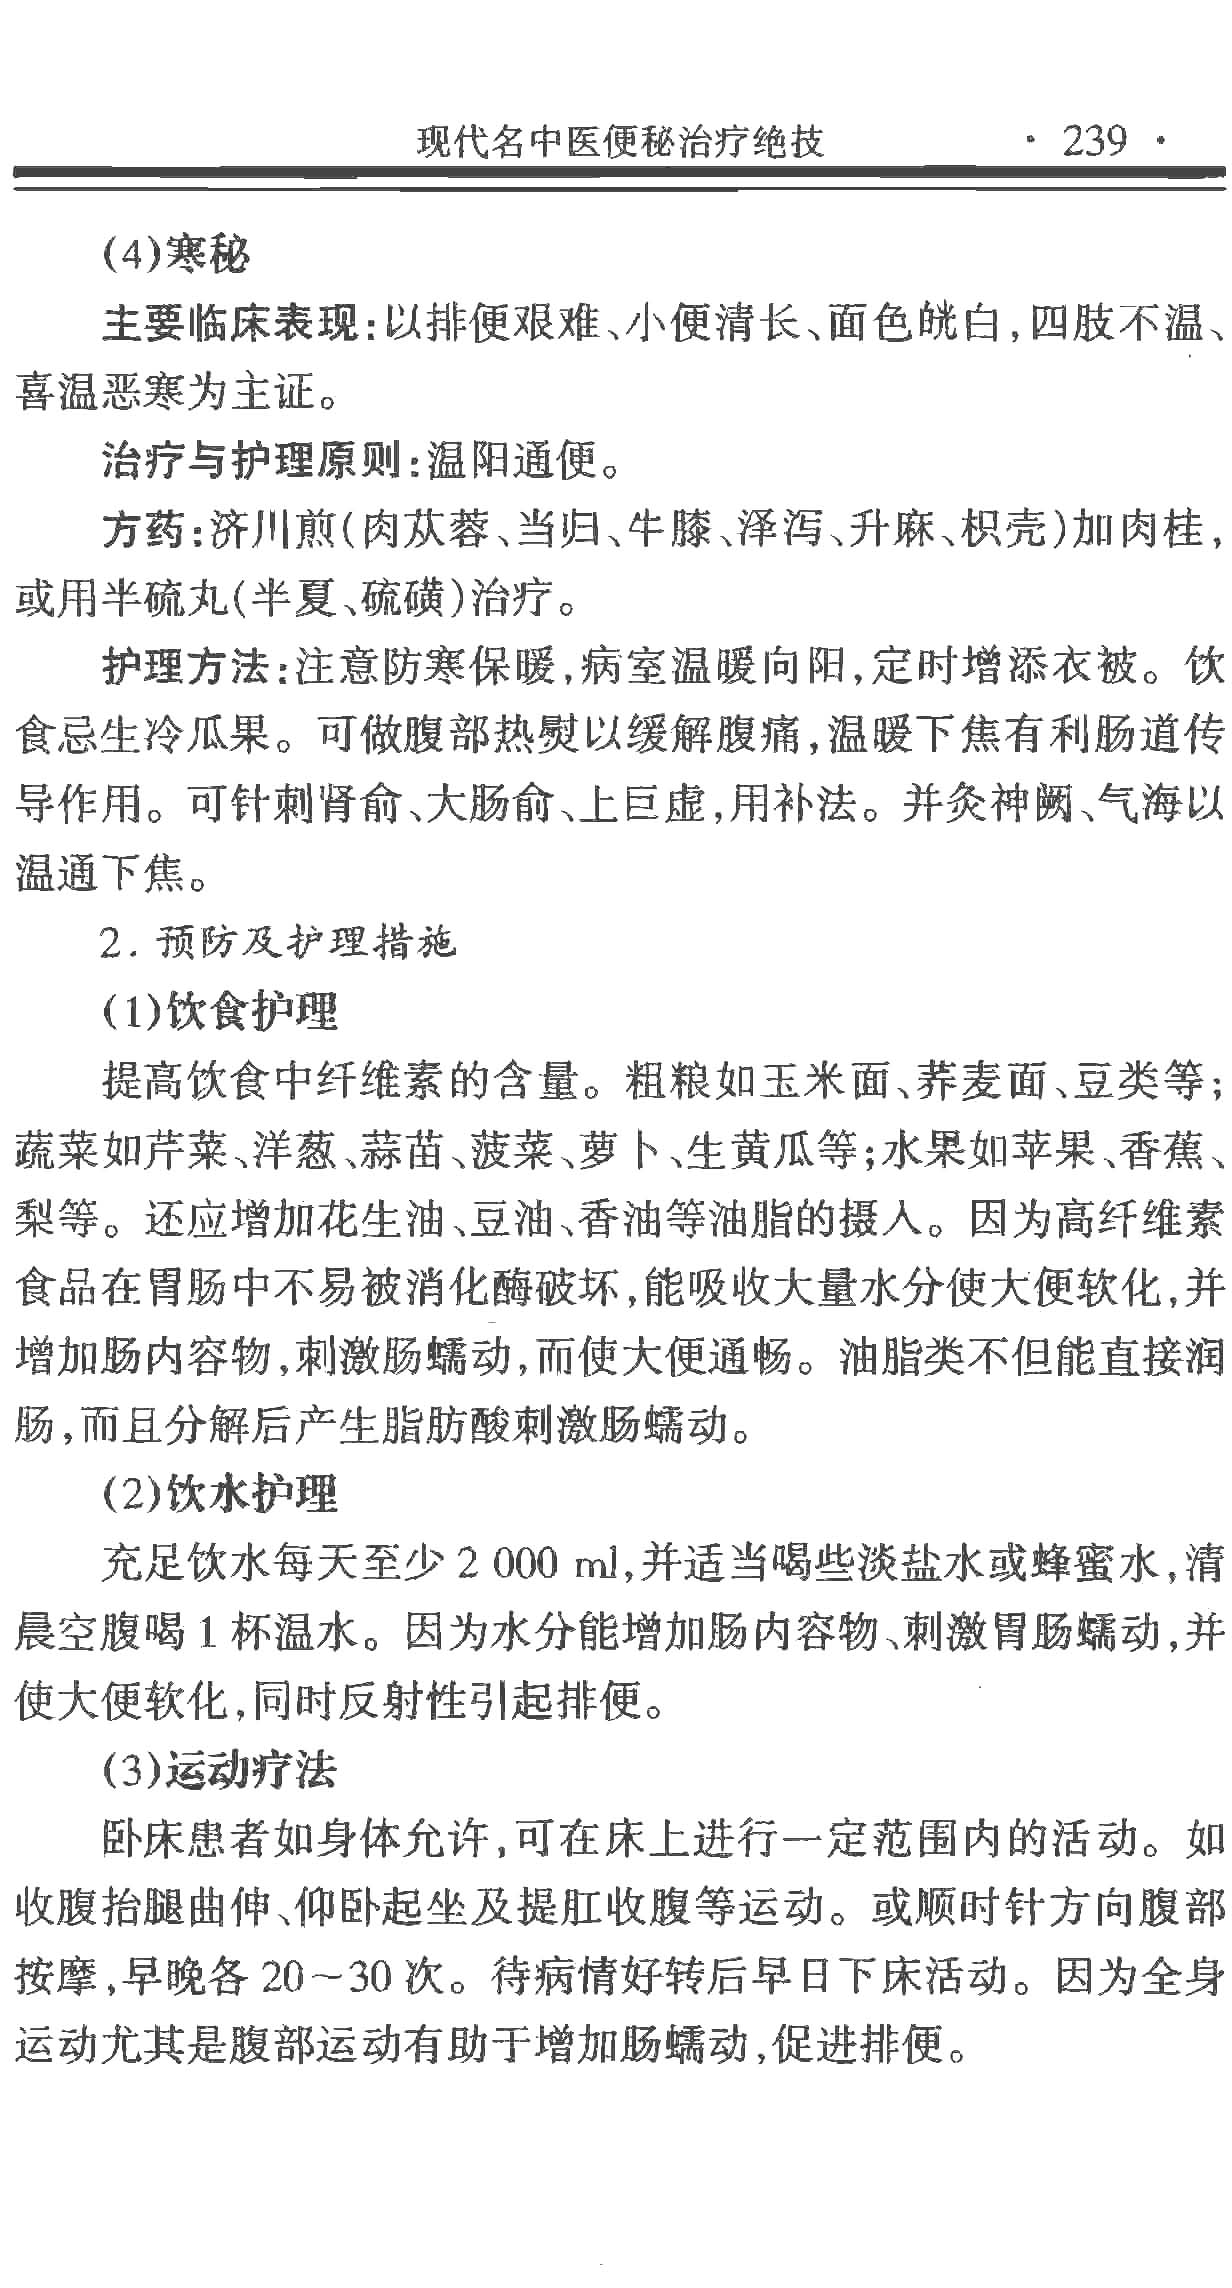 现代名中医便秘治疗绝技 · 239 ·
(4)寒秘
主要临床表现:以排便艰难、小便清长、面色㿠白,四肢不温、
喜温恶寒为主证。
治疗与护理原则:温阳通便。
方药:济川煎(肉苁蓉、当归、牛膝、泽泻、升麻、枳壳)加肉桂,
或用半硫丸(半夏、硫磺)治疗。
护理方法:注意防寒保暖,病室温暖向阳,定时增添衣被。饮
食忌生冷瓜果。可做腹部热熨以缓解腹痛,温暖下焦有利肠道传
导作用。可针刺肾俞、大肠俞、上巨虚,用补法。并灸神阙、气海以
温通下焦。
2. 预防及护理措施
(1)饮食护理
提高饮食中纤维素的含量。粗粮如玉米面、荞麦面、豆类等;
蔬菜如芹菜、洋葱、蒜苗、菠菜、萝卜、生黄瓜等;水果如苹果、香蕉、
梨等。还应增加花生油、豆油、香油等油脂的摄入。因为高纤维素
食品在胃肠中不易被消化酶破坏,能吸收大量水分使大便软化,并
增加肠内容物,刺激肠蠕动,而使大便通畅。油脂类不但能直接润
肠,而且分解后产生脂肪酸刺激肠蠕动。
(2)饮水护理
充足饮水每天至少 2 000 ml,并适当喝些淡盐水或蜂蜜水,清
晨空腹喝 1 杯温水。因为水分能增加肠内容物、刺激胃肠蠕动,并
使大便软化,同时反射性引起排便。
(3)运动疗法
卧床患者如身体允许,可在床上进行一定范围内的活动。如
收腹抬腿曲伸、仰卧起坐及提肛收腹等运动。或顺时针方向腹部
按摩,早晚各 20~30 次。待病情好转后早日下床活动。因为全身
运动尤其是腹部运动有助于增加肠蠕动,促进排便。